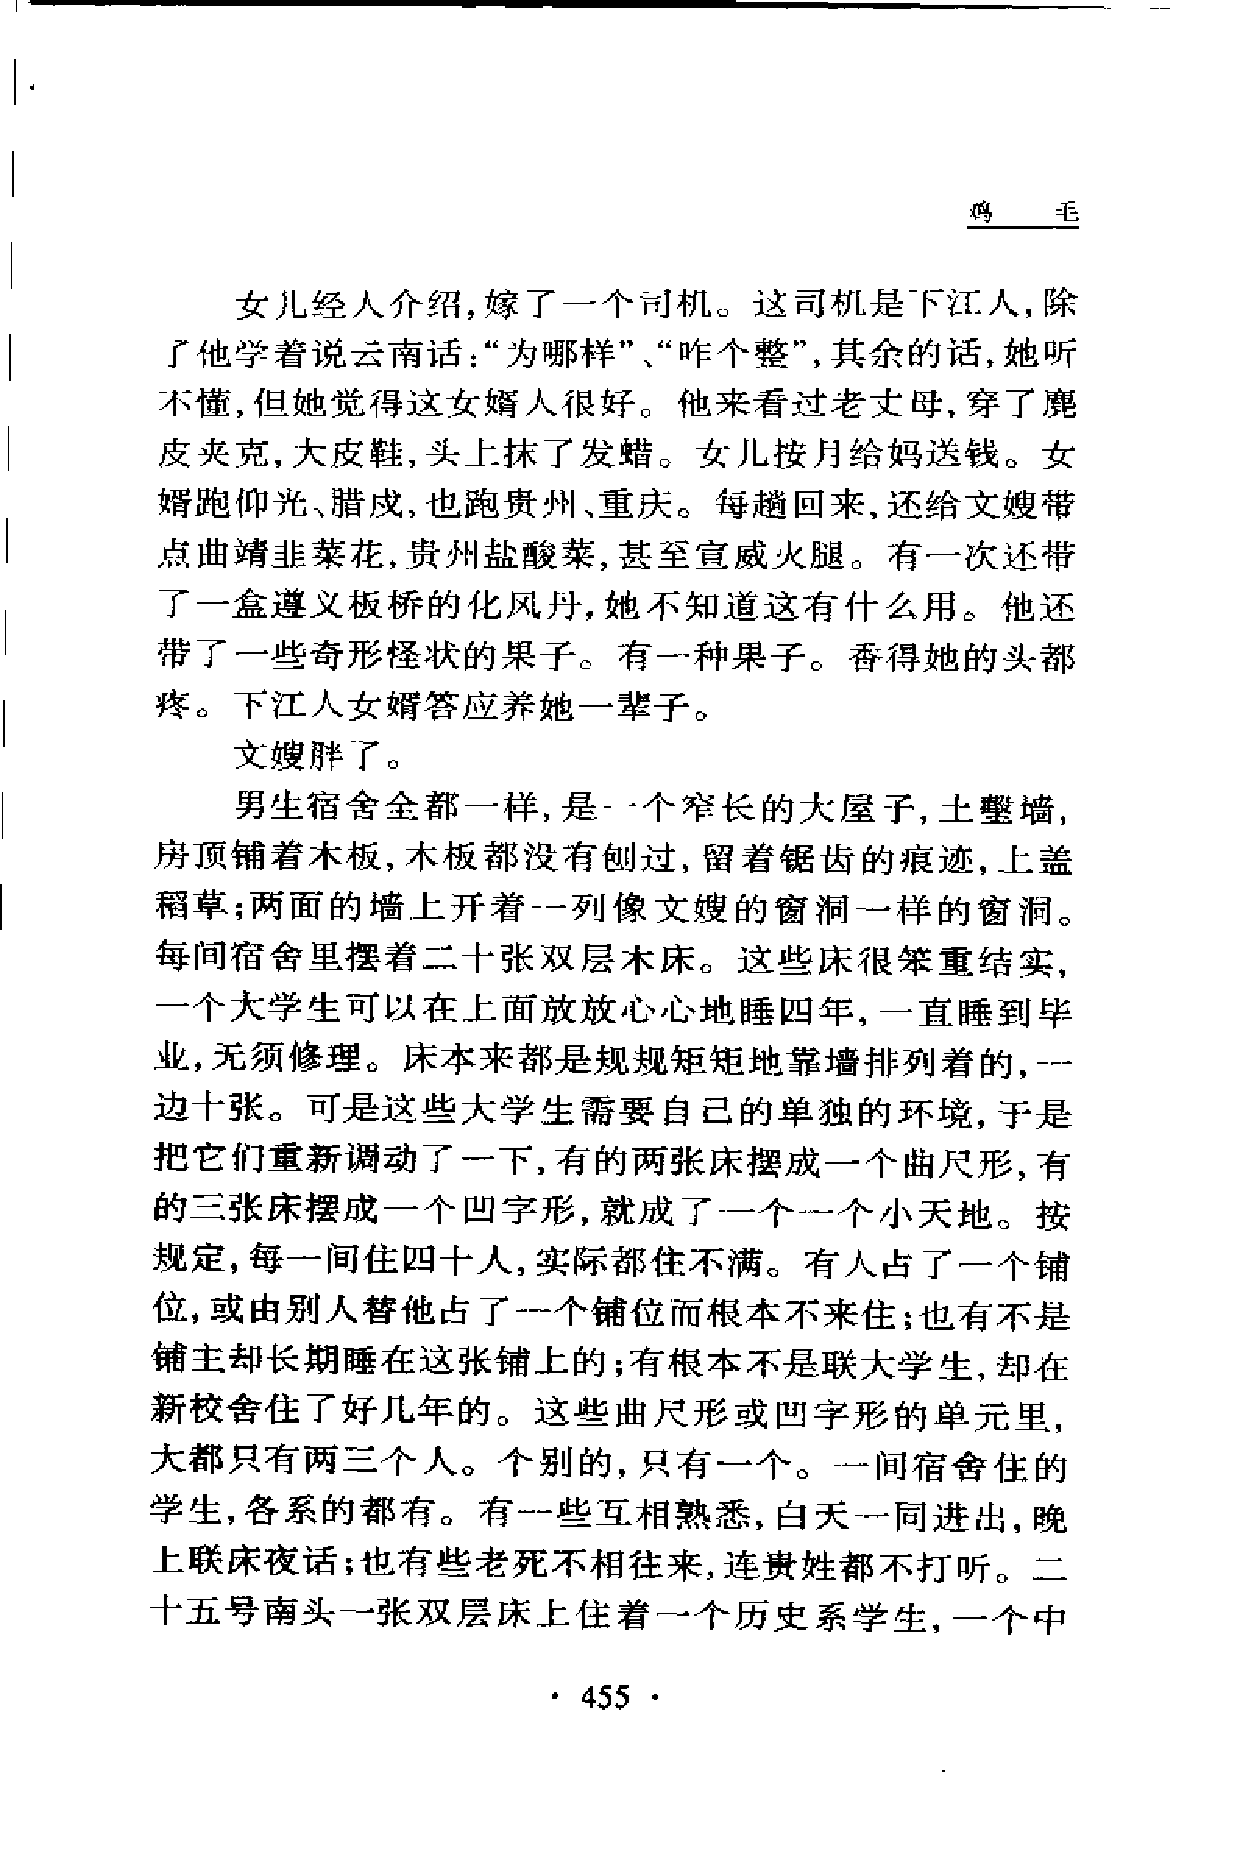 鸡 毛
女儿经人介绍,嫁了一个司机。这司机是下江人,除
了他学着说云南话:“为哪样”、“咋个整”,其余的话,她听
不懂,但她觉得这女婿人很好。他来看过老丈母,穿了麂
皮夹克,大皮鞋,头上抹了发蜡。女儿按月给妈送钱。女
婿跑仰光、腊戍,也跑贵州、重庆。每趟回来,还给文嫂带
点曲靖韭菜花,贵州盐酸菜,甚至宣威火腿。有一次还带
了一盒遵义板桥的化风丹,她不知道这有什么用。他还
带了一些奇形怪状的果子。有一种果子。香得她的头都
疼。下江人女婿答应养她一辈子。
文嫂胖了。
男生宿舍全都一样,是一个窄长的大屋子,土墼墙,
房顶铺着木板,木板都没有刨过,留着锯齿的痕迹,上盖
稻草;两面的墙上开着一列像文嫂的窗洞一样的窗洞。
每间宿舍里摆着二十张双层木床。这些床很笨重结实,
一个大学生可以在上面放放心心地睡四年,一直睡到毕
业,无须修理。床本来都是规规矩矩地靠墙排列着的,一
边十张。可是这些大学生需要自己的单独的环境,于是
把它们重新调动了一下,有的两张床摆成一个曲尺形,有
的三张床摆成一个凹字形,就成了一个一个小天地。按
规定,每一间住四十人,实际都住不满。有人占了一个铺
位,或由别人替他占了一个铺位而根本不来住;也有不是
铺主却长期睡在这张铺上的;有根本不是联大学生,却在
新校舍住了好几年的。这些曲尺形或凹字形的单元里,
大都只有两三个人。个别的,只有一个。一间宿舍住的
学生,各系的都有。有一些互相熟悉,白天一同进出,晚
上联床夜话;也有些老死不相往来,连贵姓都不打听。二
十五号南头一张双层床上住着一个历史系学生,一个中
· 455 ·